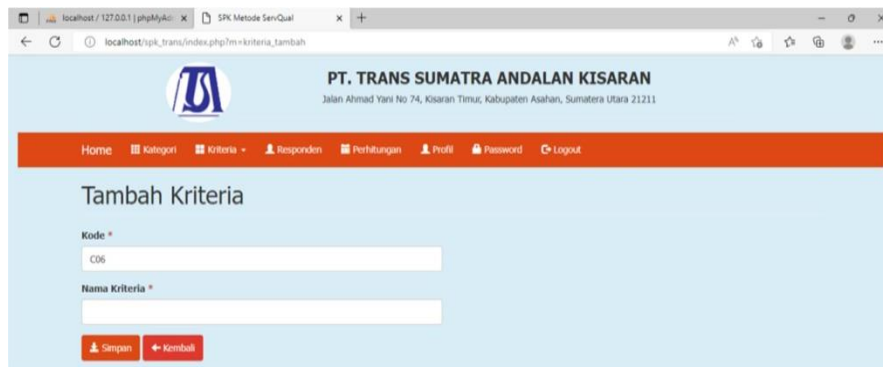 localhost / 127.0.0.1 | phpMyAd
SPK Metode ServQual
localhost/spk_trans/index.php?m=kriteria_tambah
PT. TRANS SUMATRA ANDALAN KISARAN
Jalan Ahmad Yani No 74, Kisaran Timur, Kabupaten Asahan, Sumatera Utara 21211
Home Kategori Kriteria Responden Perhitungan Profil Password Logout
Tambah Kriteria
Kode *
C06
Nama Kriteria *
Simpan Kembali